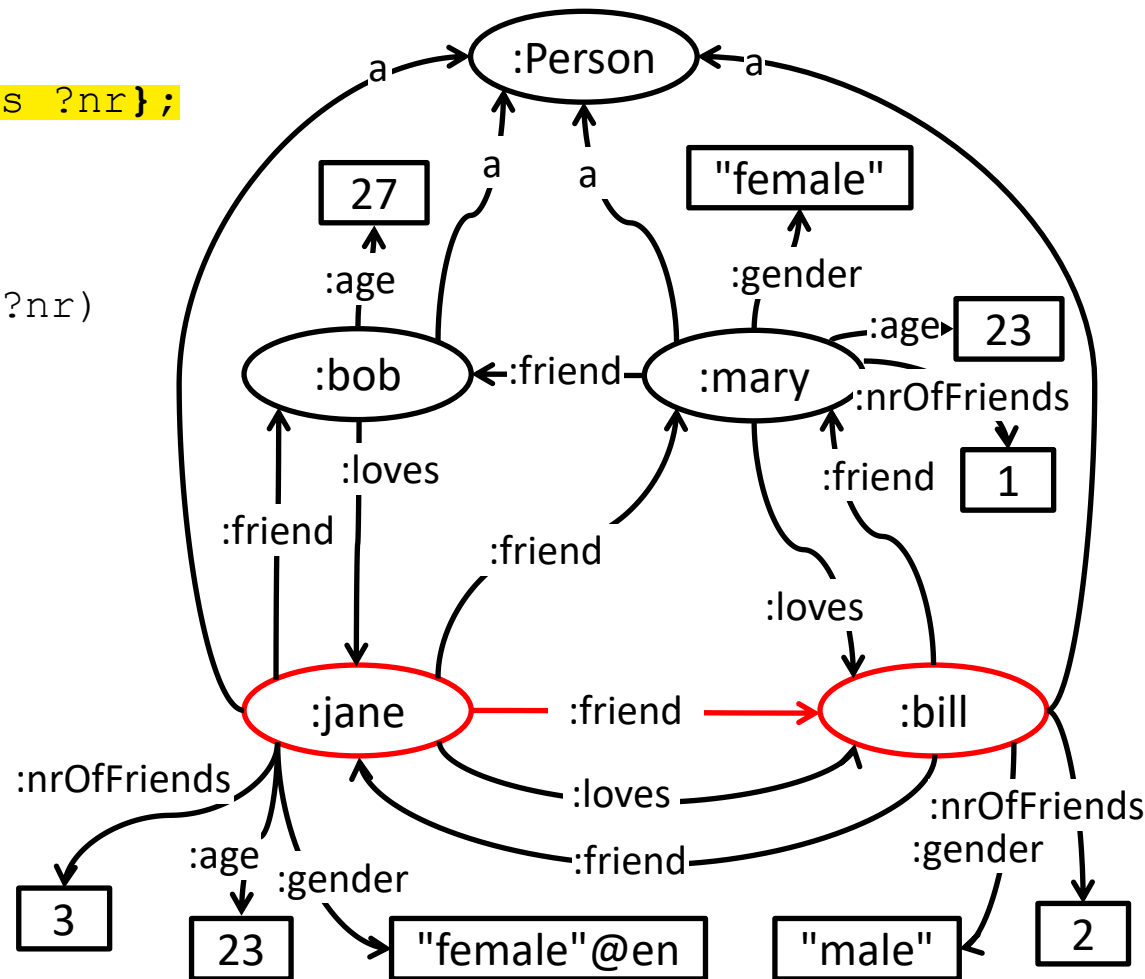 :Person
a
a
s ?nr};
a
a
"female"
27
:gender
:age
?nr)
:age
23
:bob
:friend
:mary
:nrOfFriends
:loves
:friend
1
:friend
:friend
:loves
:jane
:friend
:bill
:nrOfFriends
:loves
:nrOfFriends
:age
:friend
:gender
:gender
3
23
"female"@en
"male"
2